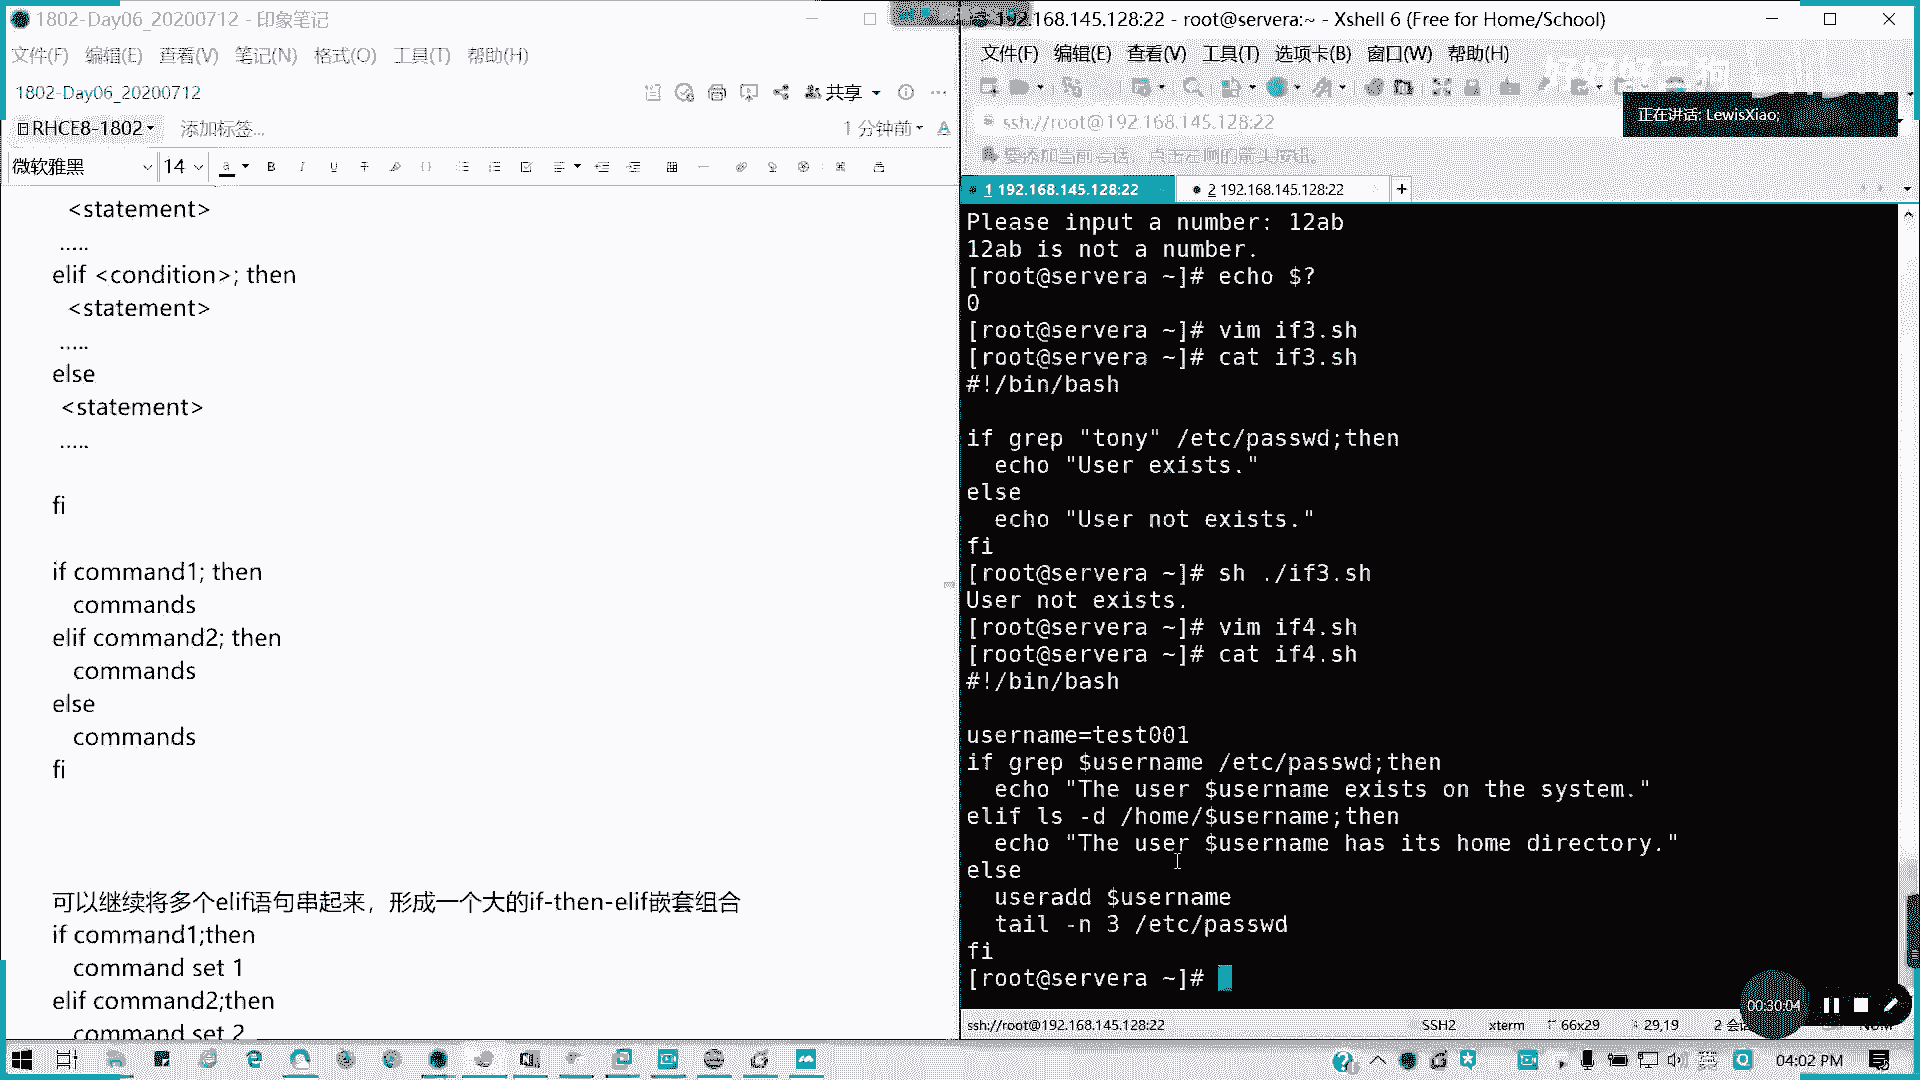 1802-Day06_20200712 - 印象笔记
文件(F) 编辑(E) 查看(V) 笔记(N) 格式(O) 工具(T) 帮助(H)
1802-Day06_20200712
共享
RHCE8-1802
添加标签...
1 分钟前
微软雅黑 14
<statement>
.....
elif <condition>; then
<statement>
.....
else
<statement>
.....
fi
if command1; then
commands
elif command2; then
commands
else
commands
fi
可以继续将多个elif语句串起来，形成一个大的if-then-elif嵌套组合
if command1;then
command set 1
elif command2;then
command set 2
192.168.145.128:22 - root@servera:~ - Xshell 6 (Free for Home/School)
文件(F) 编辑(E) 查看(V) 工具(T) 选项卡(B) 窗口(W) 帮助(H)
ssh://root@192.168.145.128:22
正在讲话: LewisXiao;
要添加当前会话，点击左侧的箭头按钮。
1 192.168.145.128:22
2 192.168.145.128:22
Please input a number: 12ab
12ab is not a number.
[root@servera ~]# echo $?
0
[root@servera ~]# vim if3.sh
[root@servera ~]# cat if3.sh
#!/bin/bash
if grep "tony" /etc/passwd;then
echo "User exists."
else
echo "User not exists."
fi
[root@servera ~]# sh ./if3.sh
User not exists.
[root@servera ~]# vim if4.sh
[root@servera ~]# cat if4.sh
#!/bin/bash
username=test001
if grep $username /etc/passwd;then
echo "The user $username exists on the system."
elif ls -d /home/$username;then
echo "The user $username has its home directory."
else
useradd $username
tail -n 3 /etc/passwd
fi
[root@servera ~]#
00:30:04
ssh://root@192.168.145.128:22 SSH2 xterm 66x29 29,19
04:02 PM